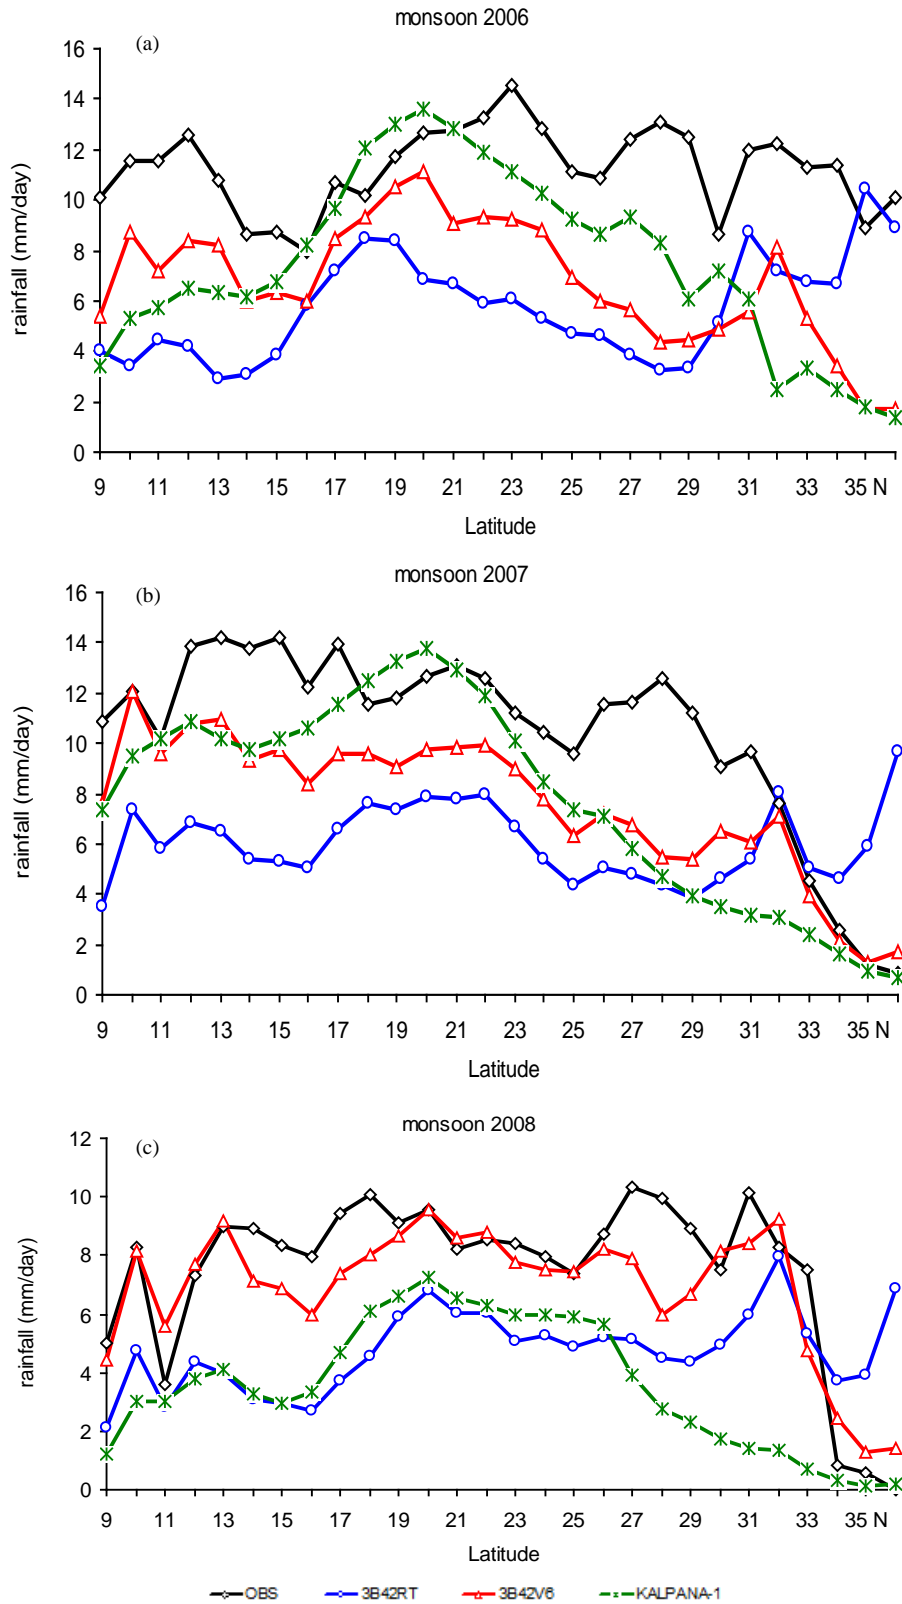 monsoon 2006
(a)
16
14
12
10
8
6
4
2
0
rainfall (mm/day)
9 11 13 15 17 19 21 23 25 27 29 31 33 35 N
Latitude
monsoon 2007
(b)
16
14
12
10
8
6
4
2
0
rainfall (mm/day)
9 11 13 15 17 19 21 23 25 27 29 31 33 35 N
Latitude
monsoon 2008
(c)
12
10
8
6
4
2
0
rainfall (mm/day)
9 11 13 15 17 19 21 23 25 27 29 31 33 35 N
Latitude
OBS 3B42RT 3B42V6 KALPANA-1